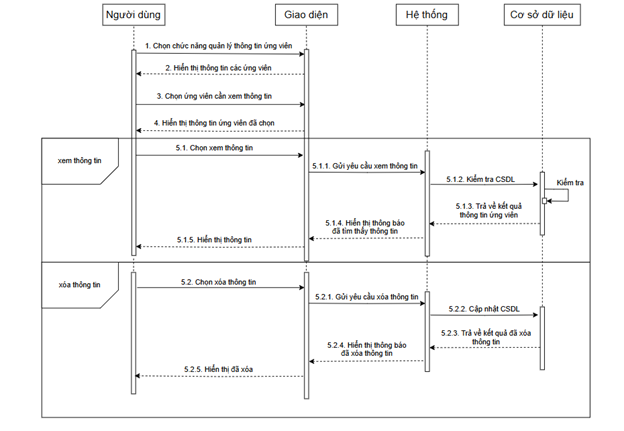 Người dùng
Giao diện
Hệ thống
Cơ sở dữ liệu
1. Chọn chức năng quản lý thông tin ứng viên
2. Hiển thị thông tin các ứng viên
3. Chọn ứng viên cần xem thông tin
4. Hiển thị thông tin ứng viên đã chọn
xem thông tin
5.1. Chọn xem thông tin
5.1.1. Gửi yêu cầu xem thông tin
5.1.2. Kiểm tra CSDL
Kiểm tra
5.1.3. Trả về kết quả
thông tin ứng viên
5.1.4. Hiển thị thông báo
đã tìm thấy thông tin
5.1.5. Hiển thị thông tin
xóa thông tin
5.2. Chọn xóa thông tin
5.2.1. Gửi yêu cầu xóa thông tin
5.2.2. Cập nhật CSDL
5.2.3. Trả về kết quả đã xóa
thông tin
5.2.4. Hiển thị thông báo
đã xóa thông tin
5.2.5. Hiển thị đã xóa